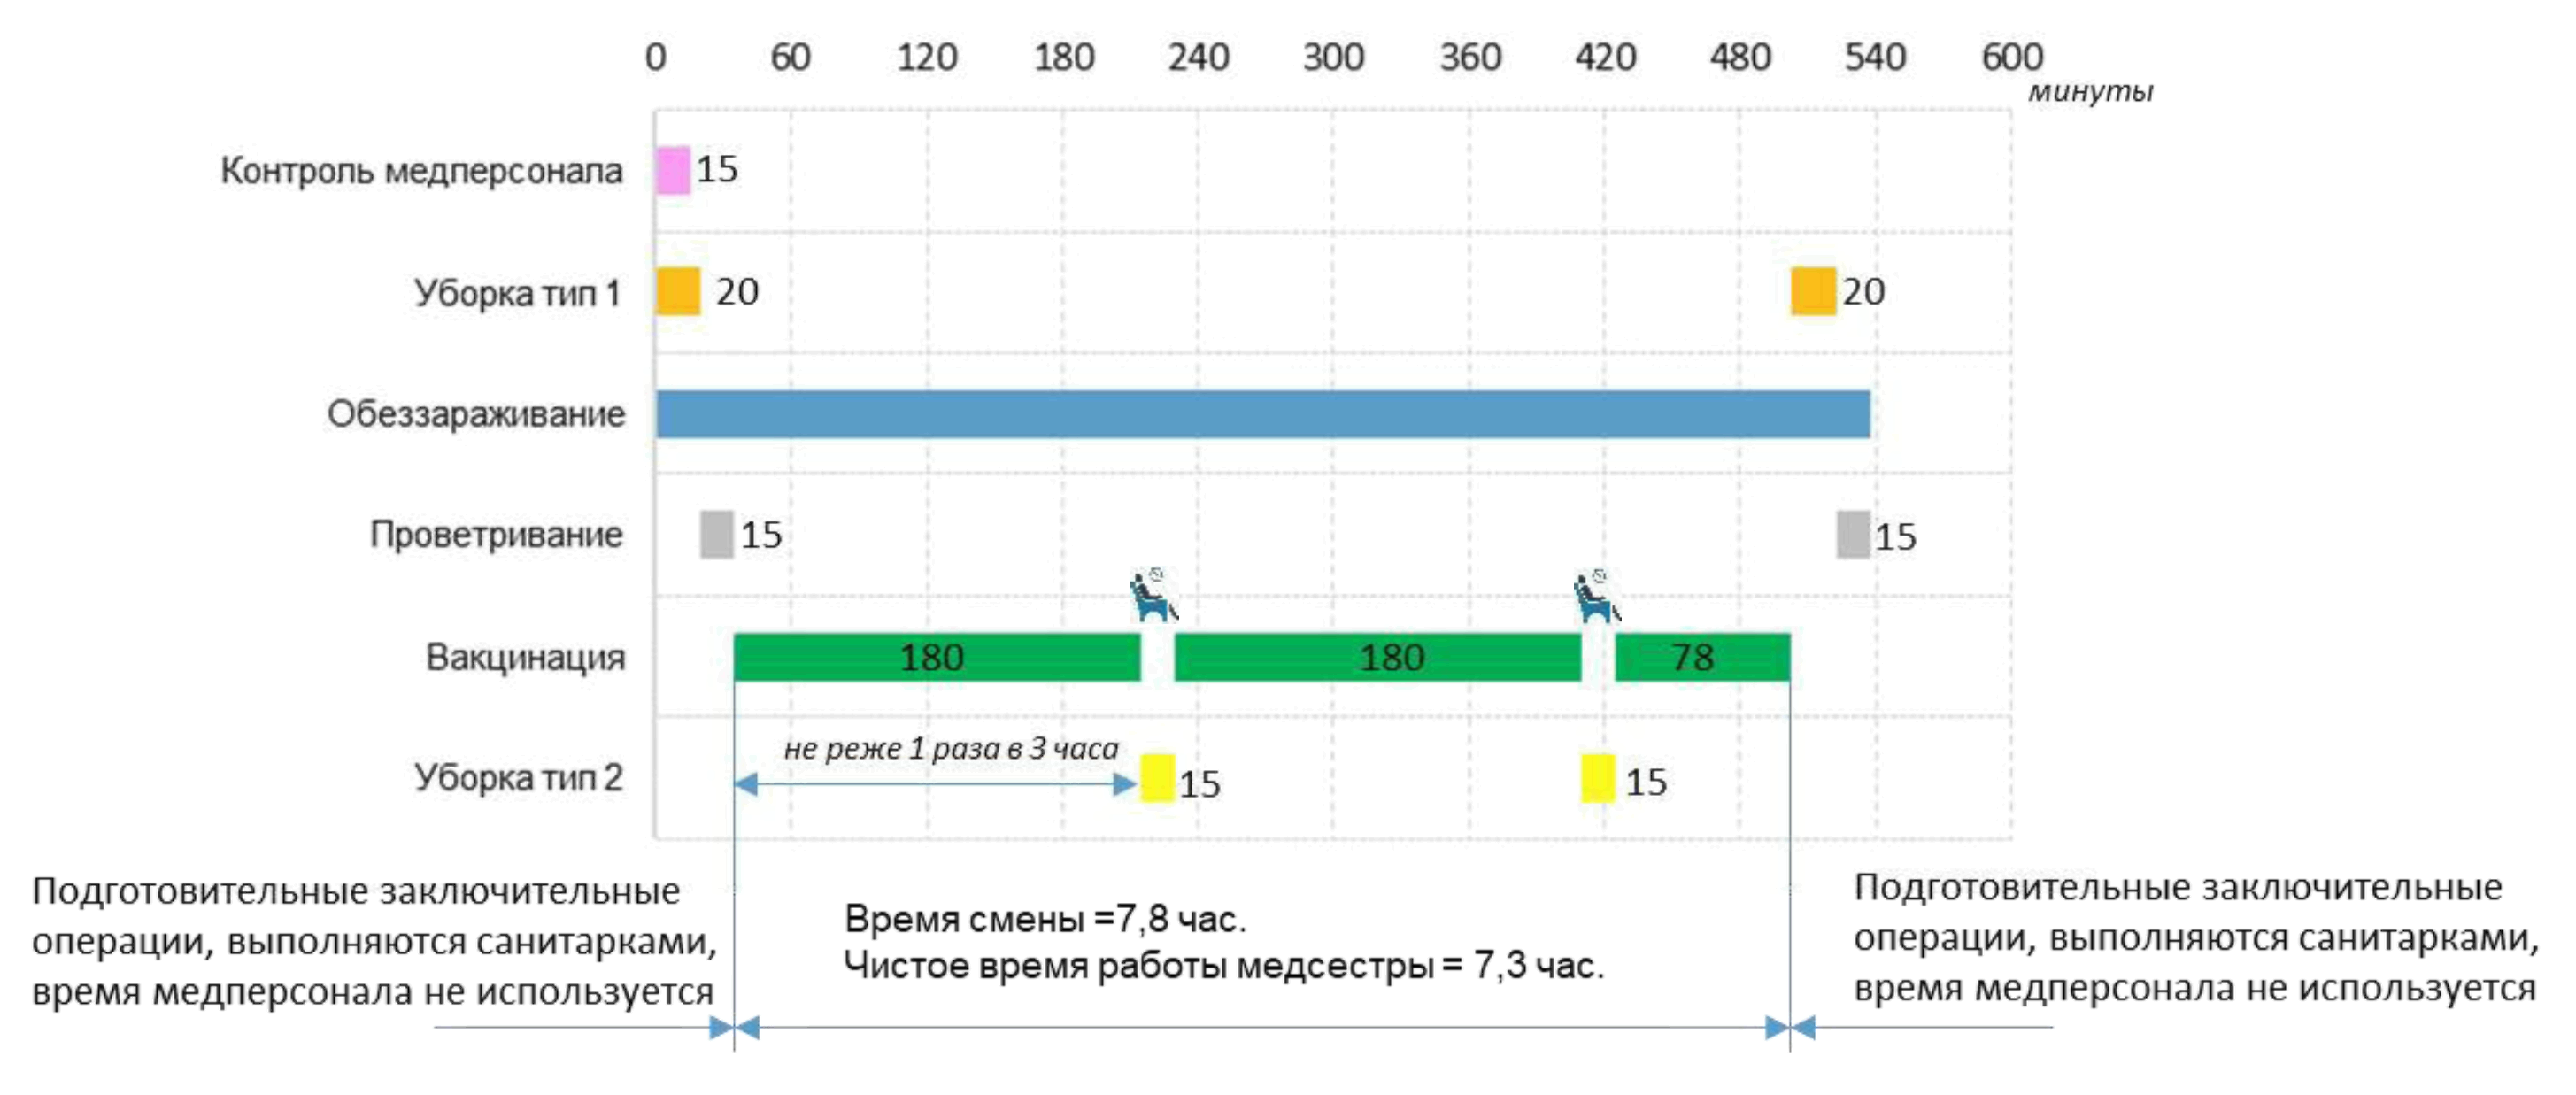 0 60 120 180 240 300 360 420 480 540 600
минуты
Контроль медперсонала 15
Уборка тип 1 20 20
Обеззараживание
Проветривание 15 15
Вакцинация 180 180 78
не реже 1 раза в 3 часа
Уборка тип 2 15 15
Подготовительные заключительные
операции, выполняются санитарками,
время медперсонала не используется
Время смены =7,8 час.
Чистое время работы медсестры = 7,3 час.
Подготовительные заключительные
операции, выполняются санитарками,
время медперсонала не используется